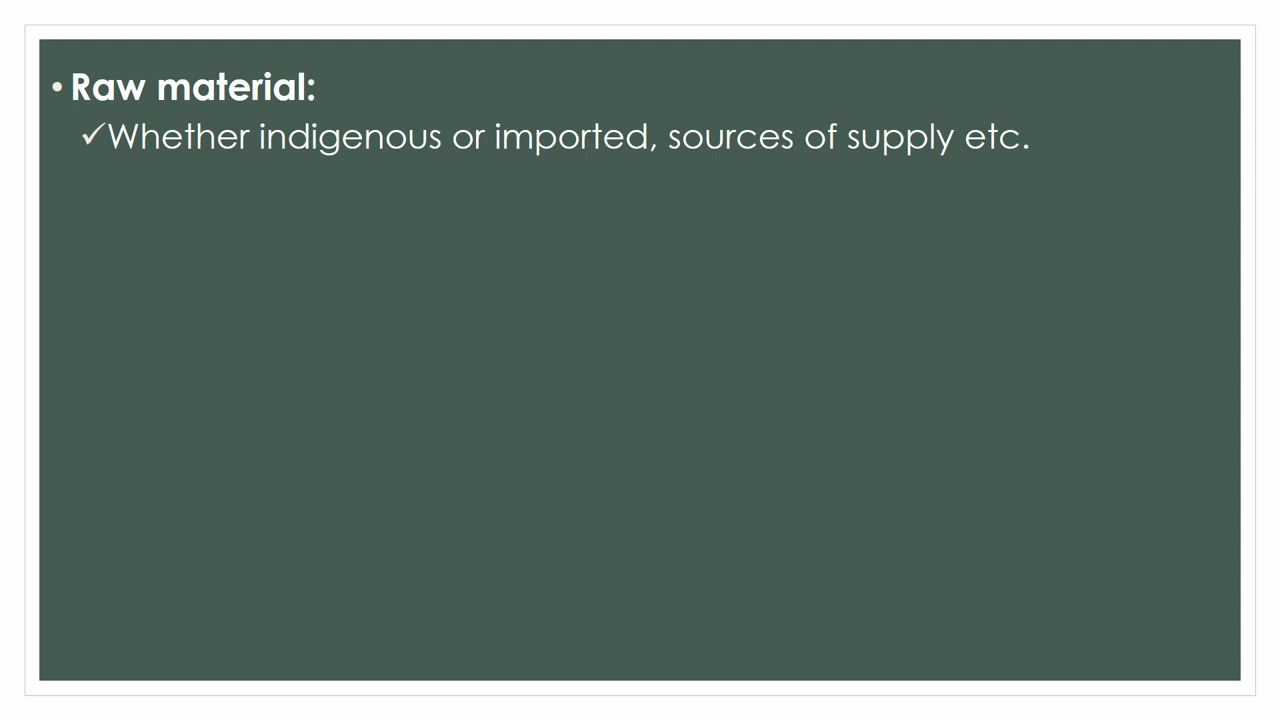 • Raw material:
✓Whether indigenous or imported, sources of supply etc.